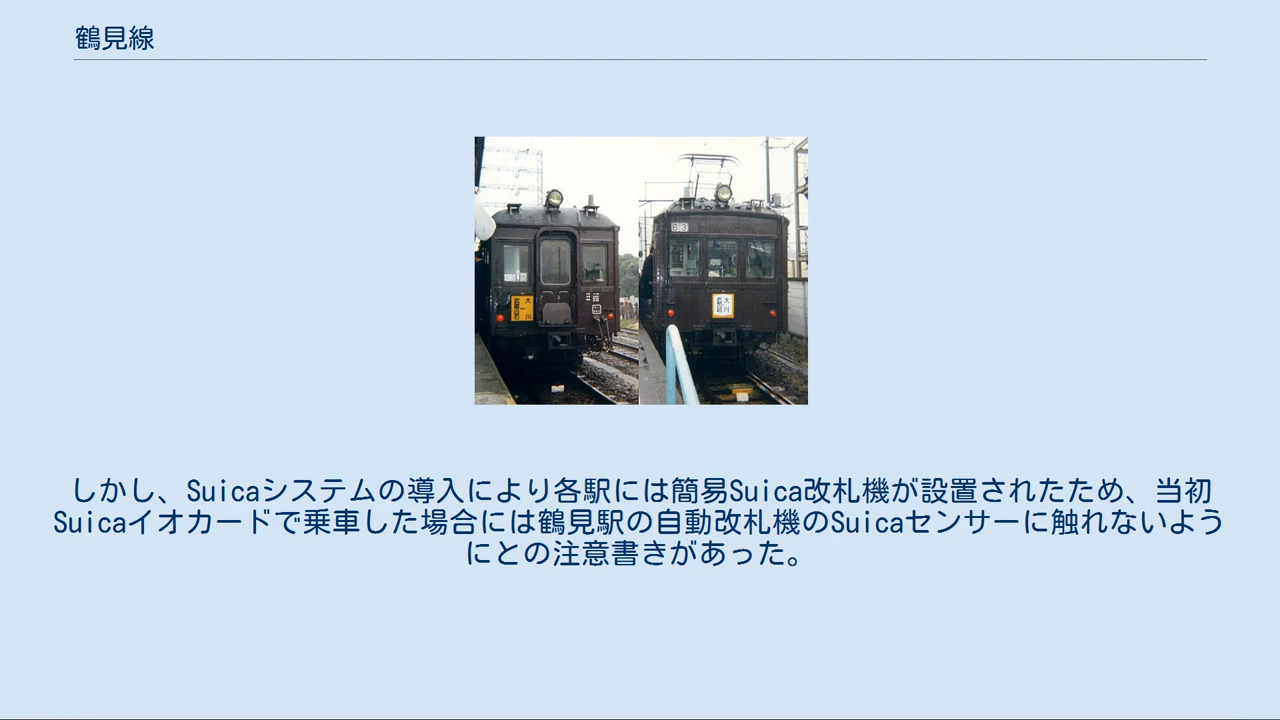 鶴見線
63
大川
大川
しかし、Suicaシステムの導入により各駅には簡易Suica改札機が設置されたため、当初
Suicaイオカードで乗車した場合には鶴見駅の自動改札機のSuicaセンサーに触れないよう
にとの注意書きがあった。